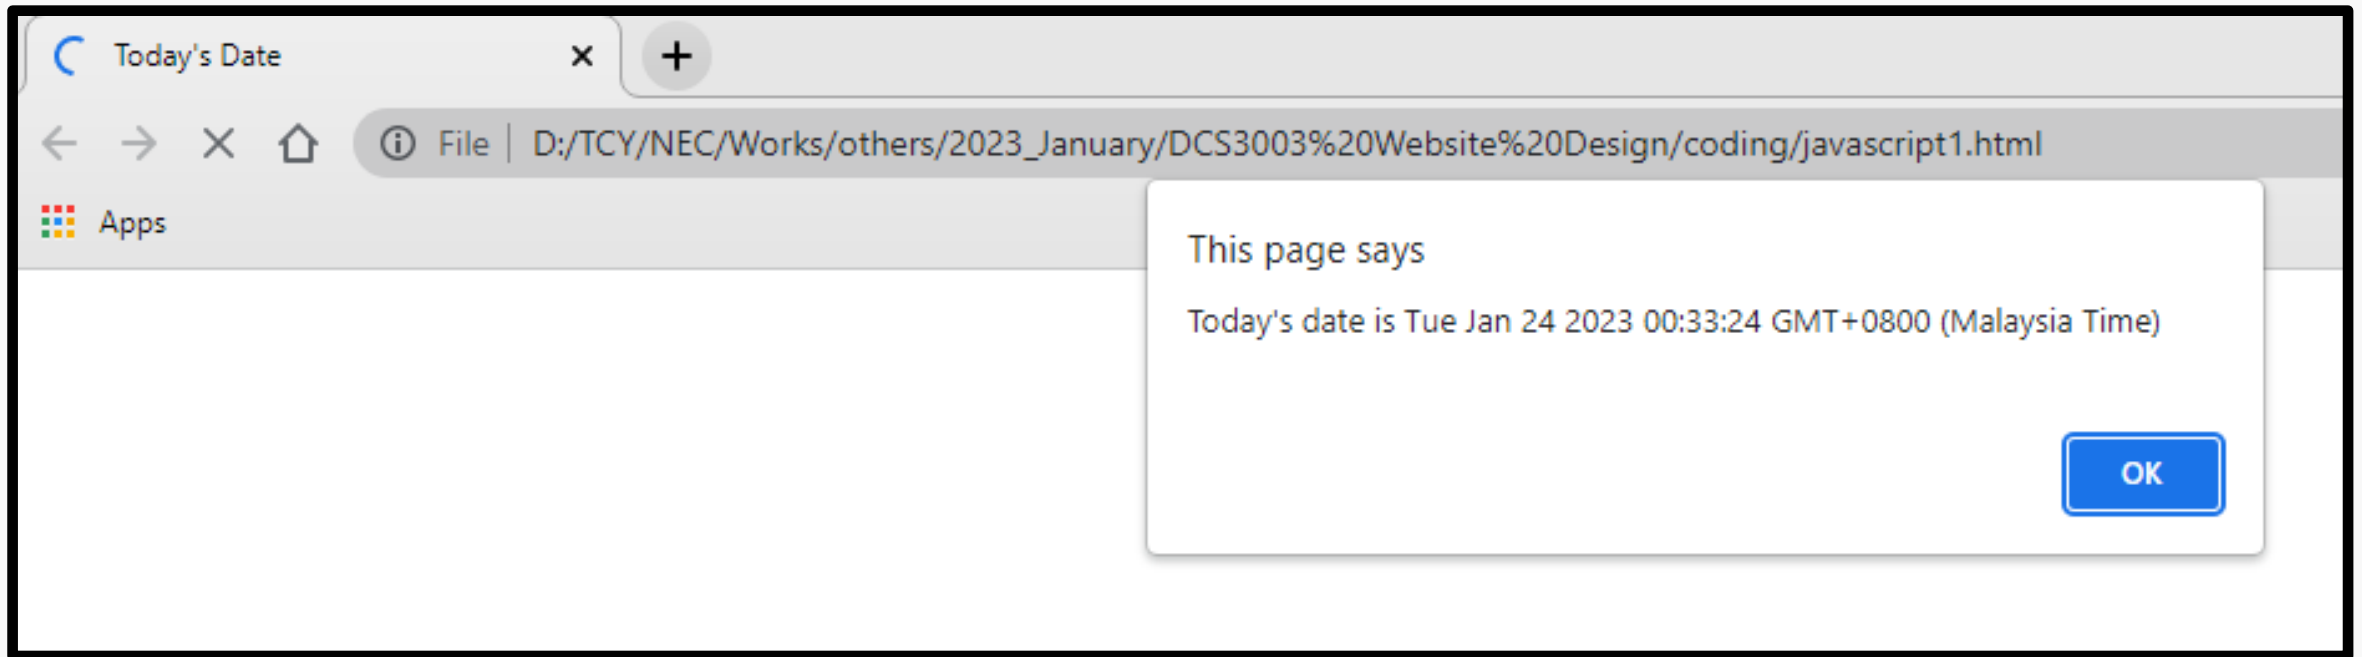 Today's Date
File D:/TCY/NEC/Works/others/2023_January/DCS3003%20Website%20Design/coding/javascript1.html
Apps
This page says
Today's date is Tue Jan 24 2023 00:33:24 GMT+0800 (Malaysia Time)
OK